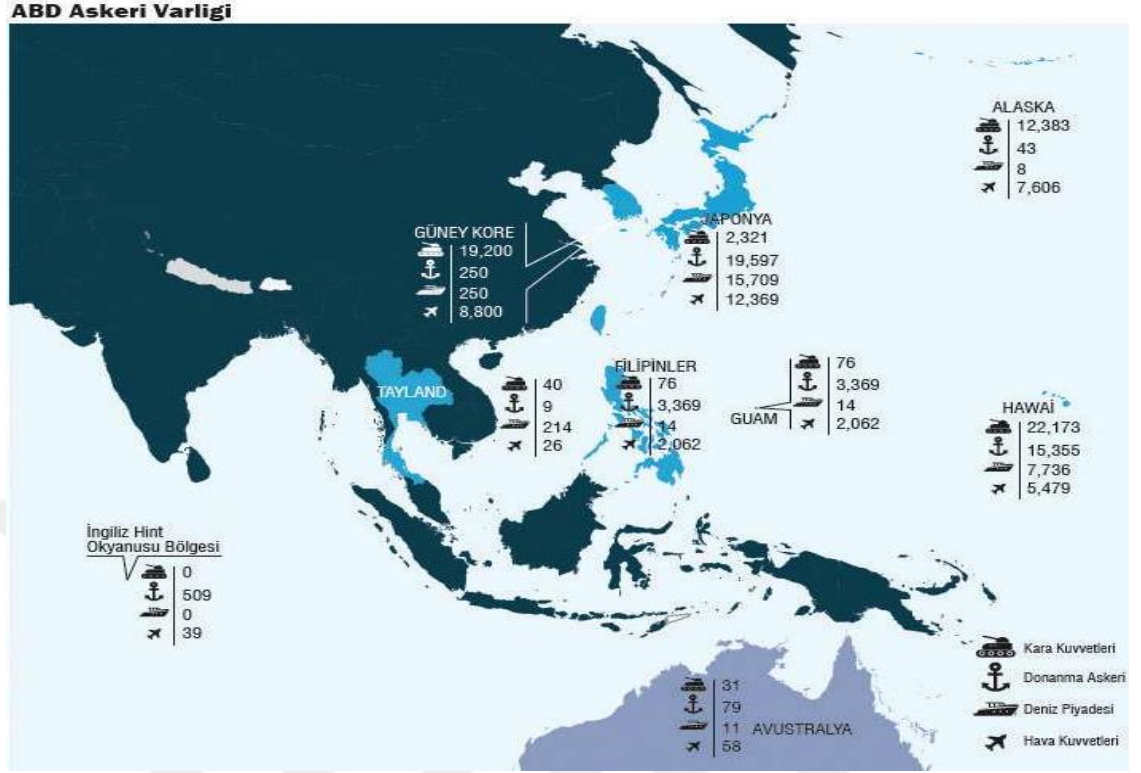 ABD Askeri Varligi
ALASKA
12,383
43
8
7,606
JAPONYA
2,321
19,597
15,709
12,369
GÜNEY KORE
19,200
250
250
8,800
TAYLAND
40
9
214
26
FİLİPİNLER
76
3,369
14
2,062
GUAM
76
3,369
14
2,062
HAWAİ
22,173
15,355
7,736
5,479
İngiliz Hint
Okyanusu Bölgesi
0
509
0
39
31
79
11 AVUSTRALYA
58
Kara Kuvvetleri
Donanma Askeri
Deniz Piyadesi
Hava Kuvvetleri